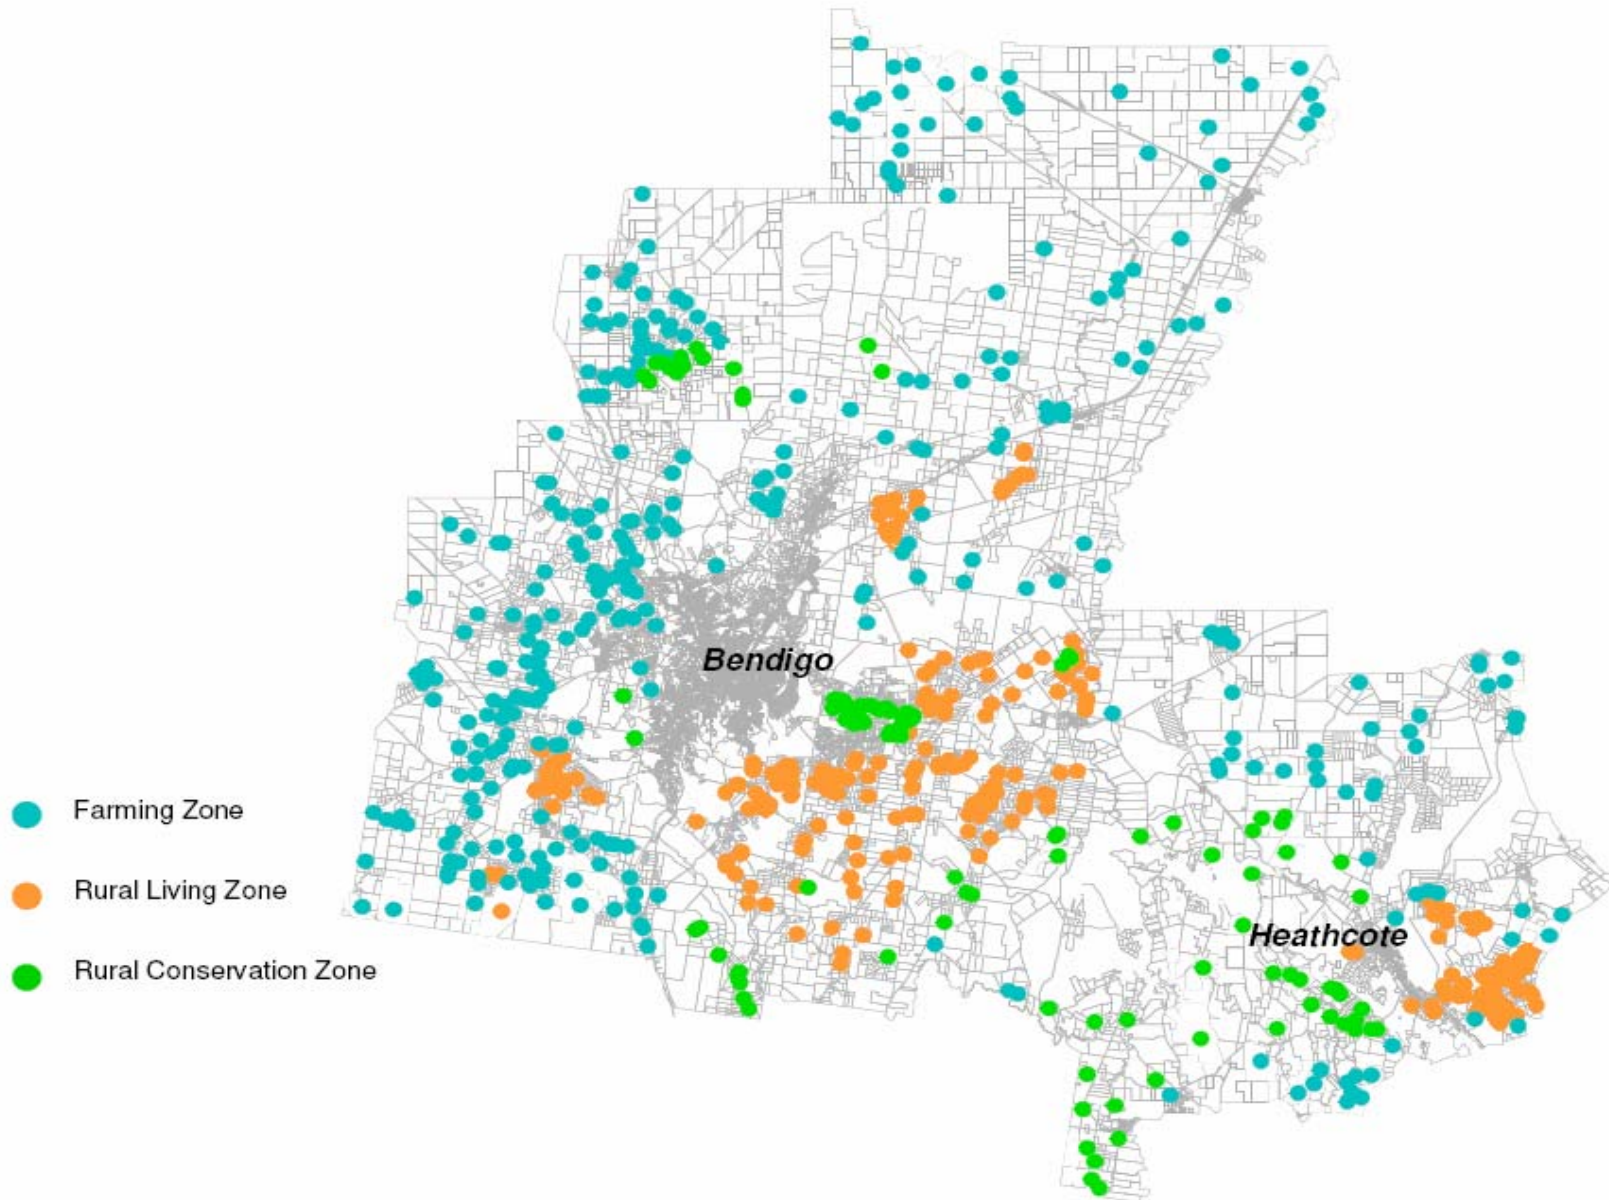 Bendigo
Farming Zone
Rural Living Zone
Heathcote
Rural Conservation Zone